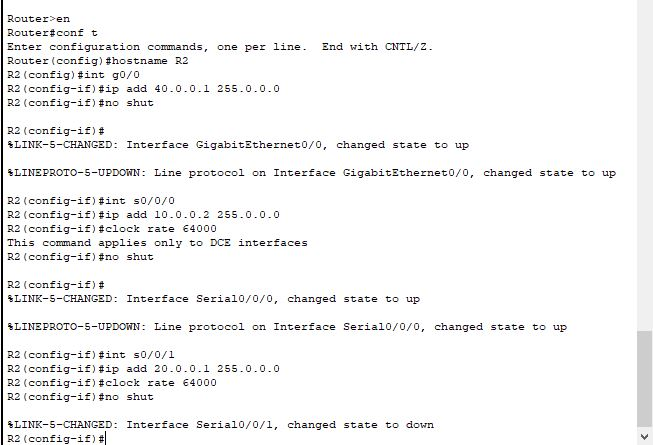 Router>en
Router#conf t
Enter configuration commands, one per line.  End with CNTL/Z.
Router(config)#hostname R2
R2(config)#int g0/0
R2(config-if)#ip add 40.0.0.1 255.0.0.0
R2(config-if)#no shut
R2(config-if)#
%LINK-5-CHANGED: Interface GigabitEthernet0/0, changed state to up
%LINEPROTO-5-UPDOWN: Line protocol on Interface GigabitEthernet0/0, changed state to up
R2(config-if)#int s0/0/0
R2(config-if)#ip add 10.0.0.2 255.0.0.0
R2(config-if)#clock rate 64000
This command applies only to DCE interfaces
R2(config-if)#no shut
R2(config-if)#
%LINK-5-CHANGED: Interface Serial0/0/0, changed state to up
%LINEPROTO-5-UPDOWN: Line protocol on Interface Serial0/0/0, changed state to up
R2(config-if)#int s0/0/1
R2(config-if)#ip add 20.0.0.1 255.0.0.0
R2(config-if)#clock rate 64000
R2(config-if)#no shut
%LINK-5-CHANGED: Interface Serial0/0/1, changed state to down
R2(config-if)#